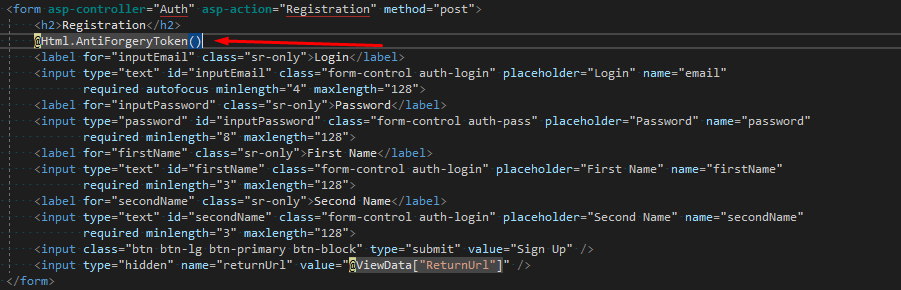 <form asp-controller="Auth" asp-action="Registration" method="post">
<h2>Registration</h2>
@Html.AntiForgeryToken()
<label for="inputEmail" class="sr-only">Login</label>
<input type="text" id="inputEmail" class="form-control auth-login" placeholder="Login" name="email"
required autofocus minlength="4" maxlength="128">
<label for="inputPassword" class="sr-only">Password</label>
<input type="password" id="inputPassword" class="form-control auth-pass" placeholder="Password" name="password"
required minlength="8" maxlength="128">
<label for="firstName" class="sr-only">First Name</label>
<input type="text" id="firstName" class="form-control auth-login" placeholder="First Name" name="firstName"
required minlength="3" maxlength="128">
<label for="secondName" class="sr-only">Second Name</label>
<input type="text" id="secondName" class="form-control auth-login" placeholder="Second Name" name="secondName"
required minlength="3" maxlength="128">
<input class="btn btn-lg btn-primary btn-block" type="submit" value="Sign Up" />
<input type="hidden" name="returnUrl" value="@ViewData["ReturnUrl"]" />
</form>